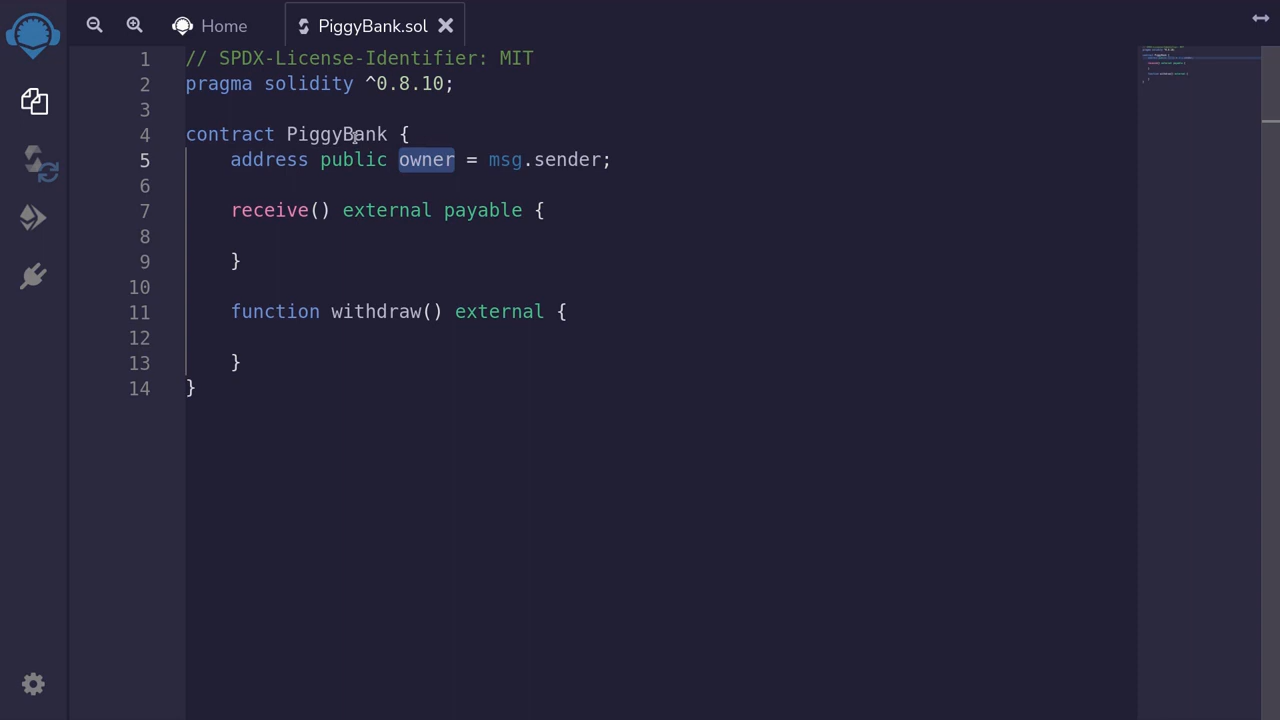 Home
PiggyBank.sol
1 // SPDX-License-Identifier: MIT
2 pragma solidity ^0.8.10;
3
4 contract PiggyBank {
5 address public owner = msg.sender;
6
7 receive() external payable {
8
9 }
10
11 function withdraw() external {
12
13 }
14 }